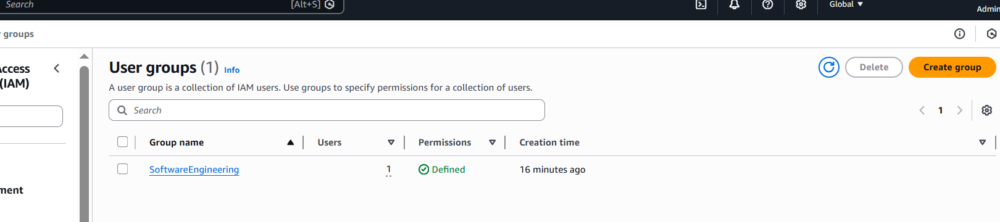 Search [Alt+S] Global Admin
groups
Access
(IAM)
User groups (1) Info Delete Create group
A user group is a collection of IAM users. Use groups to specify permissions for a collection of users.
Search 1
Group name Users Permissions Creation time
SoftwareEngineering 1 Defined 16 minutes ago
ment